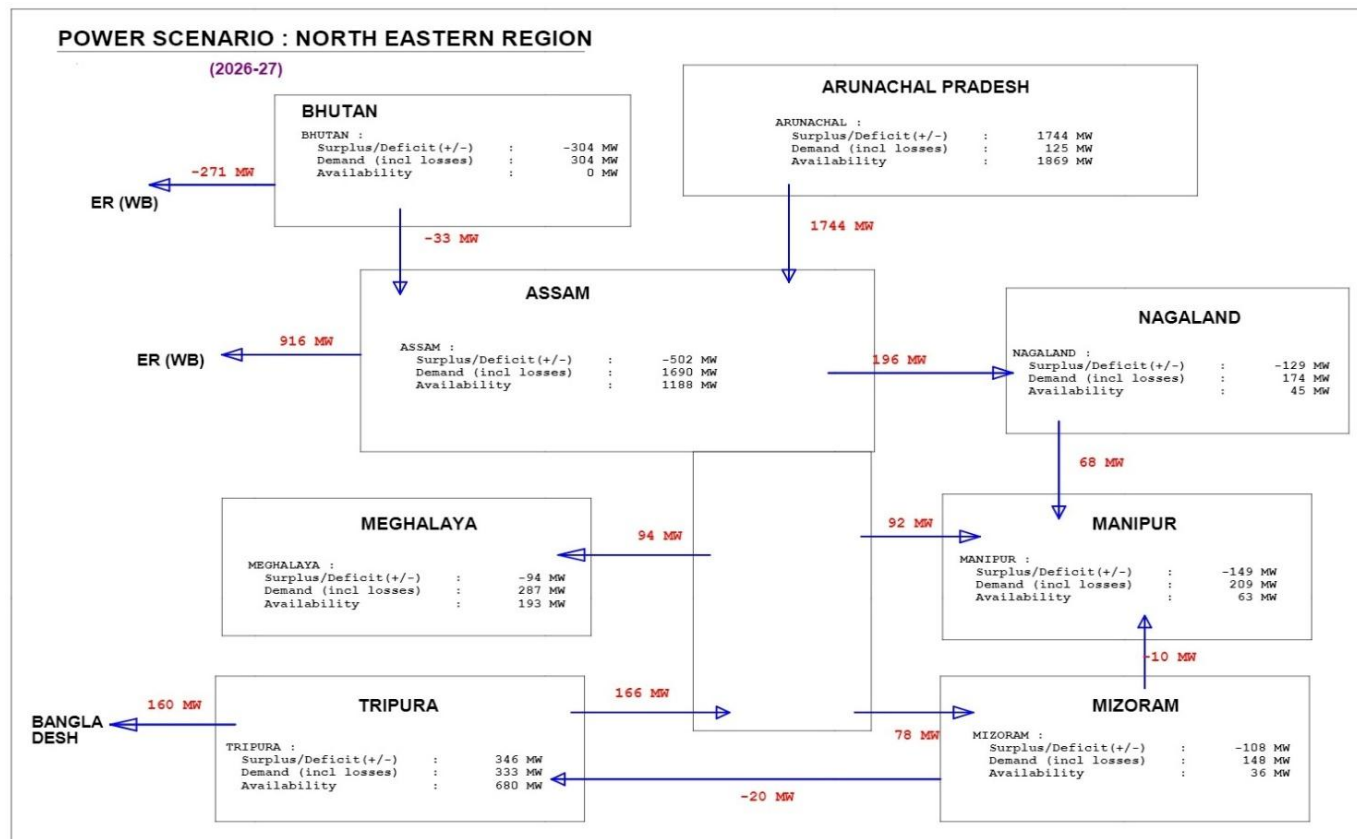 POWER SCENARIO : NORTH EASTERN REGION
(2026-27)
BHUTAN
BHUTAN :
Surplus/Deficit(+/-) : -304 MW
Demand (incl losses) : 304 MW
Availability : 0 MW
ARUNACHAL PRADESH
ARUNACHAL :
Surplus/Deficit(+/-) : 1744 MW
Demand (incl losses) : 125 MW
Availability : 1869 MW
-271 MW
ER (WB)
-33 MW
1744 MW
ASSAM
ASSAM :
Surplus/Deficit(+/-) : -502 MW
Demand (incl losses) : 1690 MW
Availability : 1188 MW
916 MW
ER (WB)
196 MW
NAGALAND
NAGALAND :
Surplus/Deficit(+/-) : -129 MW
Demand (incl losses) : 174 MW
Availability : 45 MW
68 MW
MEGHALAYA
MEGHALAYA :
Surplus/Deficit(+/-) : -94 MW
Demand (incl losses) : 287 MW
Availability : 193 MW
94 MW
92 MW
MANIPUR
MANIPUR :
Surplus/Deficit(+/-) : -149 MW
Demand (incl losses) : 209 MW
Availability : 63 MW
-10 MW
160 MW
BANGLA
DESH
TRIPURA
TRIPURA :
Surplus/Deficit(+/-) : 346 MW
Demand (incl losses) : 333 MW
Availability : 680 MW
166 MW
78 MW
-20 MW
MIZORAM
MIZORAM :
Surplus/Deficit(+/-) : -108 MW
Demand (incl losses) : 148 MW
Availability : 36 MW